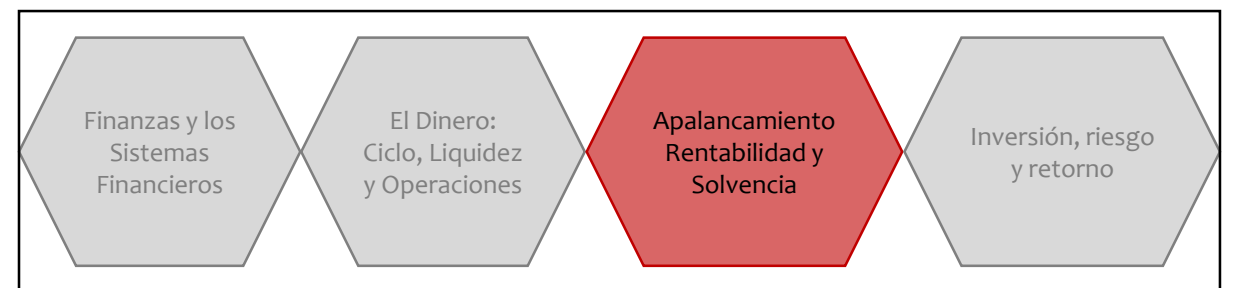 Finanzas y los
Sistemas
Financieros
El Dinero:
Ciclo, Liquidez
y Operaciones
Apalancamiento
Rentabilidad y
Solvencia
Inversión, riesgo
y retorno